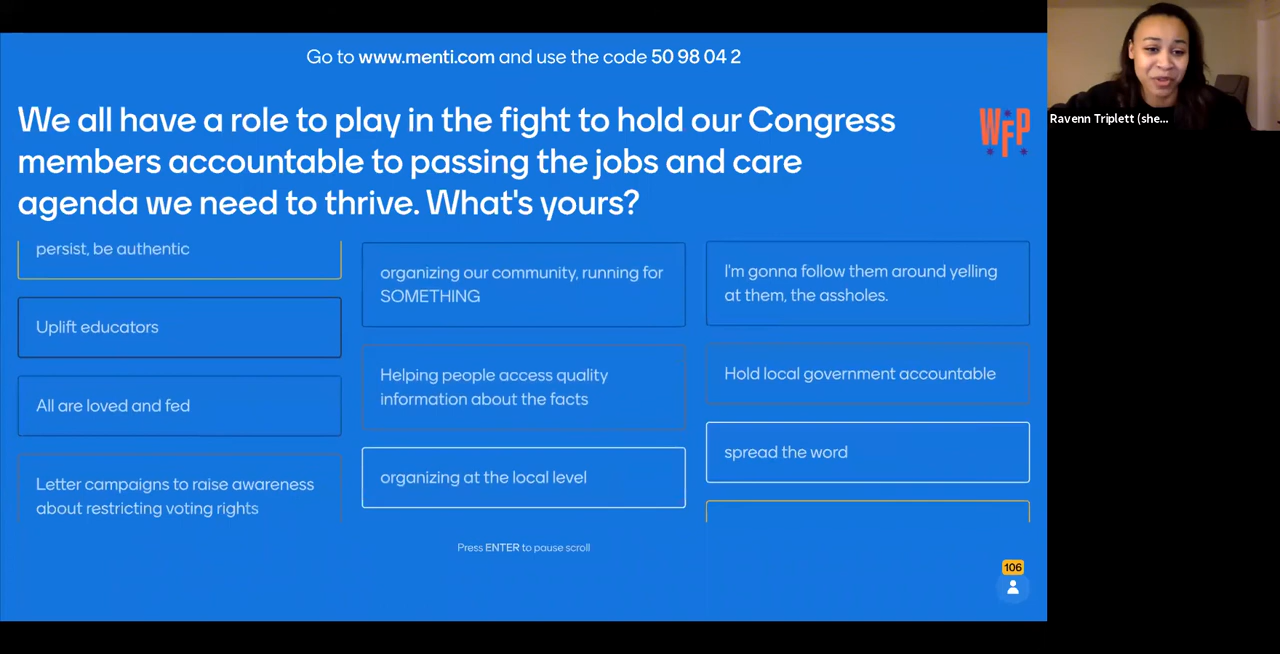 Go to www.menti.com and use the code 50 98 04 2
We all have a role to play in the fight to hold our Congress
members accountable to passing the jobs and care
agenda we need to thrive. What's yours?
WFP
Ravenn Triplett (she...
persist, be authentic
Uplift educators
All are loved and fed
Letter campaigns to raise awareness
about restricting voting rights
organizing our community, running for
SOMETHING
Helping people access quality
information about the facts
organizing at the local level
I'm gonna follow them around yelling
at them, the assholes.
Hold local government accountable
spread the word
Press ENTER to pause scroll
106